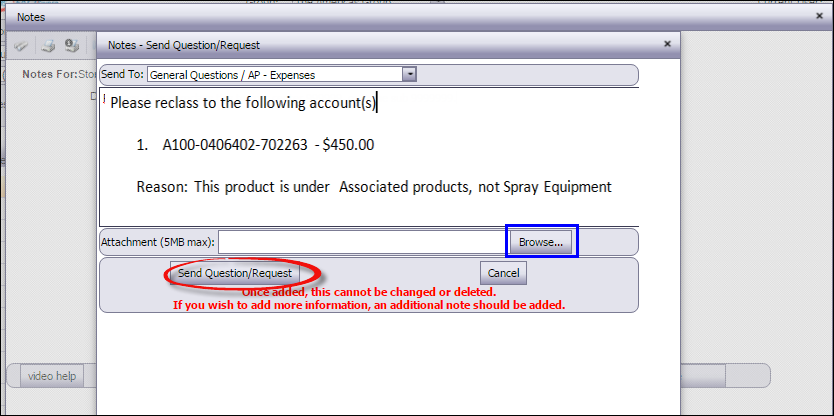 Notes ×
Notes - Send Question/Request ×
Notes For:
Send To: General Questions / AP - Expenses
Please reclass to the following account(s)
1. A100-0406402-702263 - $450.00
Reason: This product is under Associated products, not Spray Equipment
Attachment (5MB max): Browse...
Send Question/Request Cancel
Once added, this cannot be changed or deleted.
If you wish to add more information, an additional note should be added.
video help